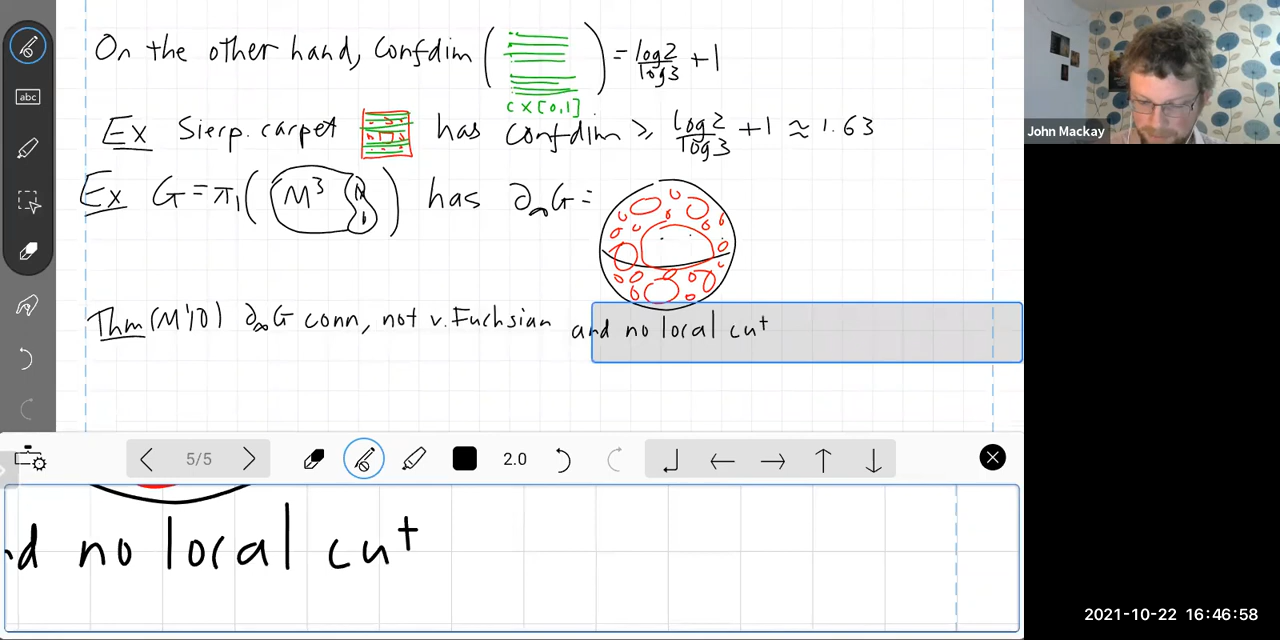 On the other hand, Confdim( ) = log2/log3 + 1
C x [0,1]
Ex Sierp. carpet has confdim ≥ log2/log3 + 1 ≈ 1.63
Ex G = π₁( M³ ) has ∂∞G =
Thm (M'10) ∂∞G conn, not v. Fuchsian and no local cut
John Mackay
abc
5/5
2.0
nd no local cut
2021-10-22 16:46:58